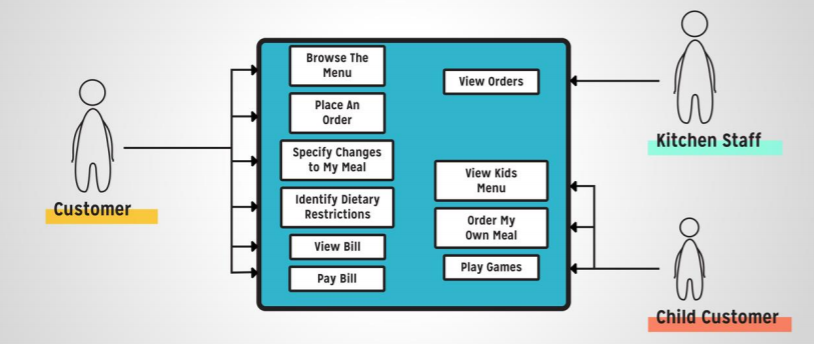 Browse The
Menu
Place An
Order
Specify Changes
to My Meal
Identify Dietary
Restrictions
View Bill
Pay Bill
View Orders
View Kids
Menu
Order My
Own Meal
Play Games
Customer
Kitchen Staff
Child Customer